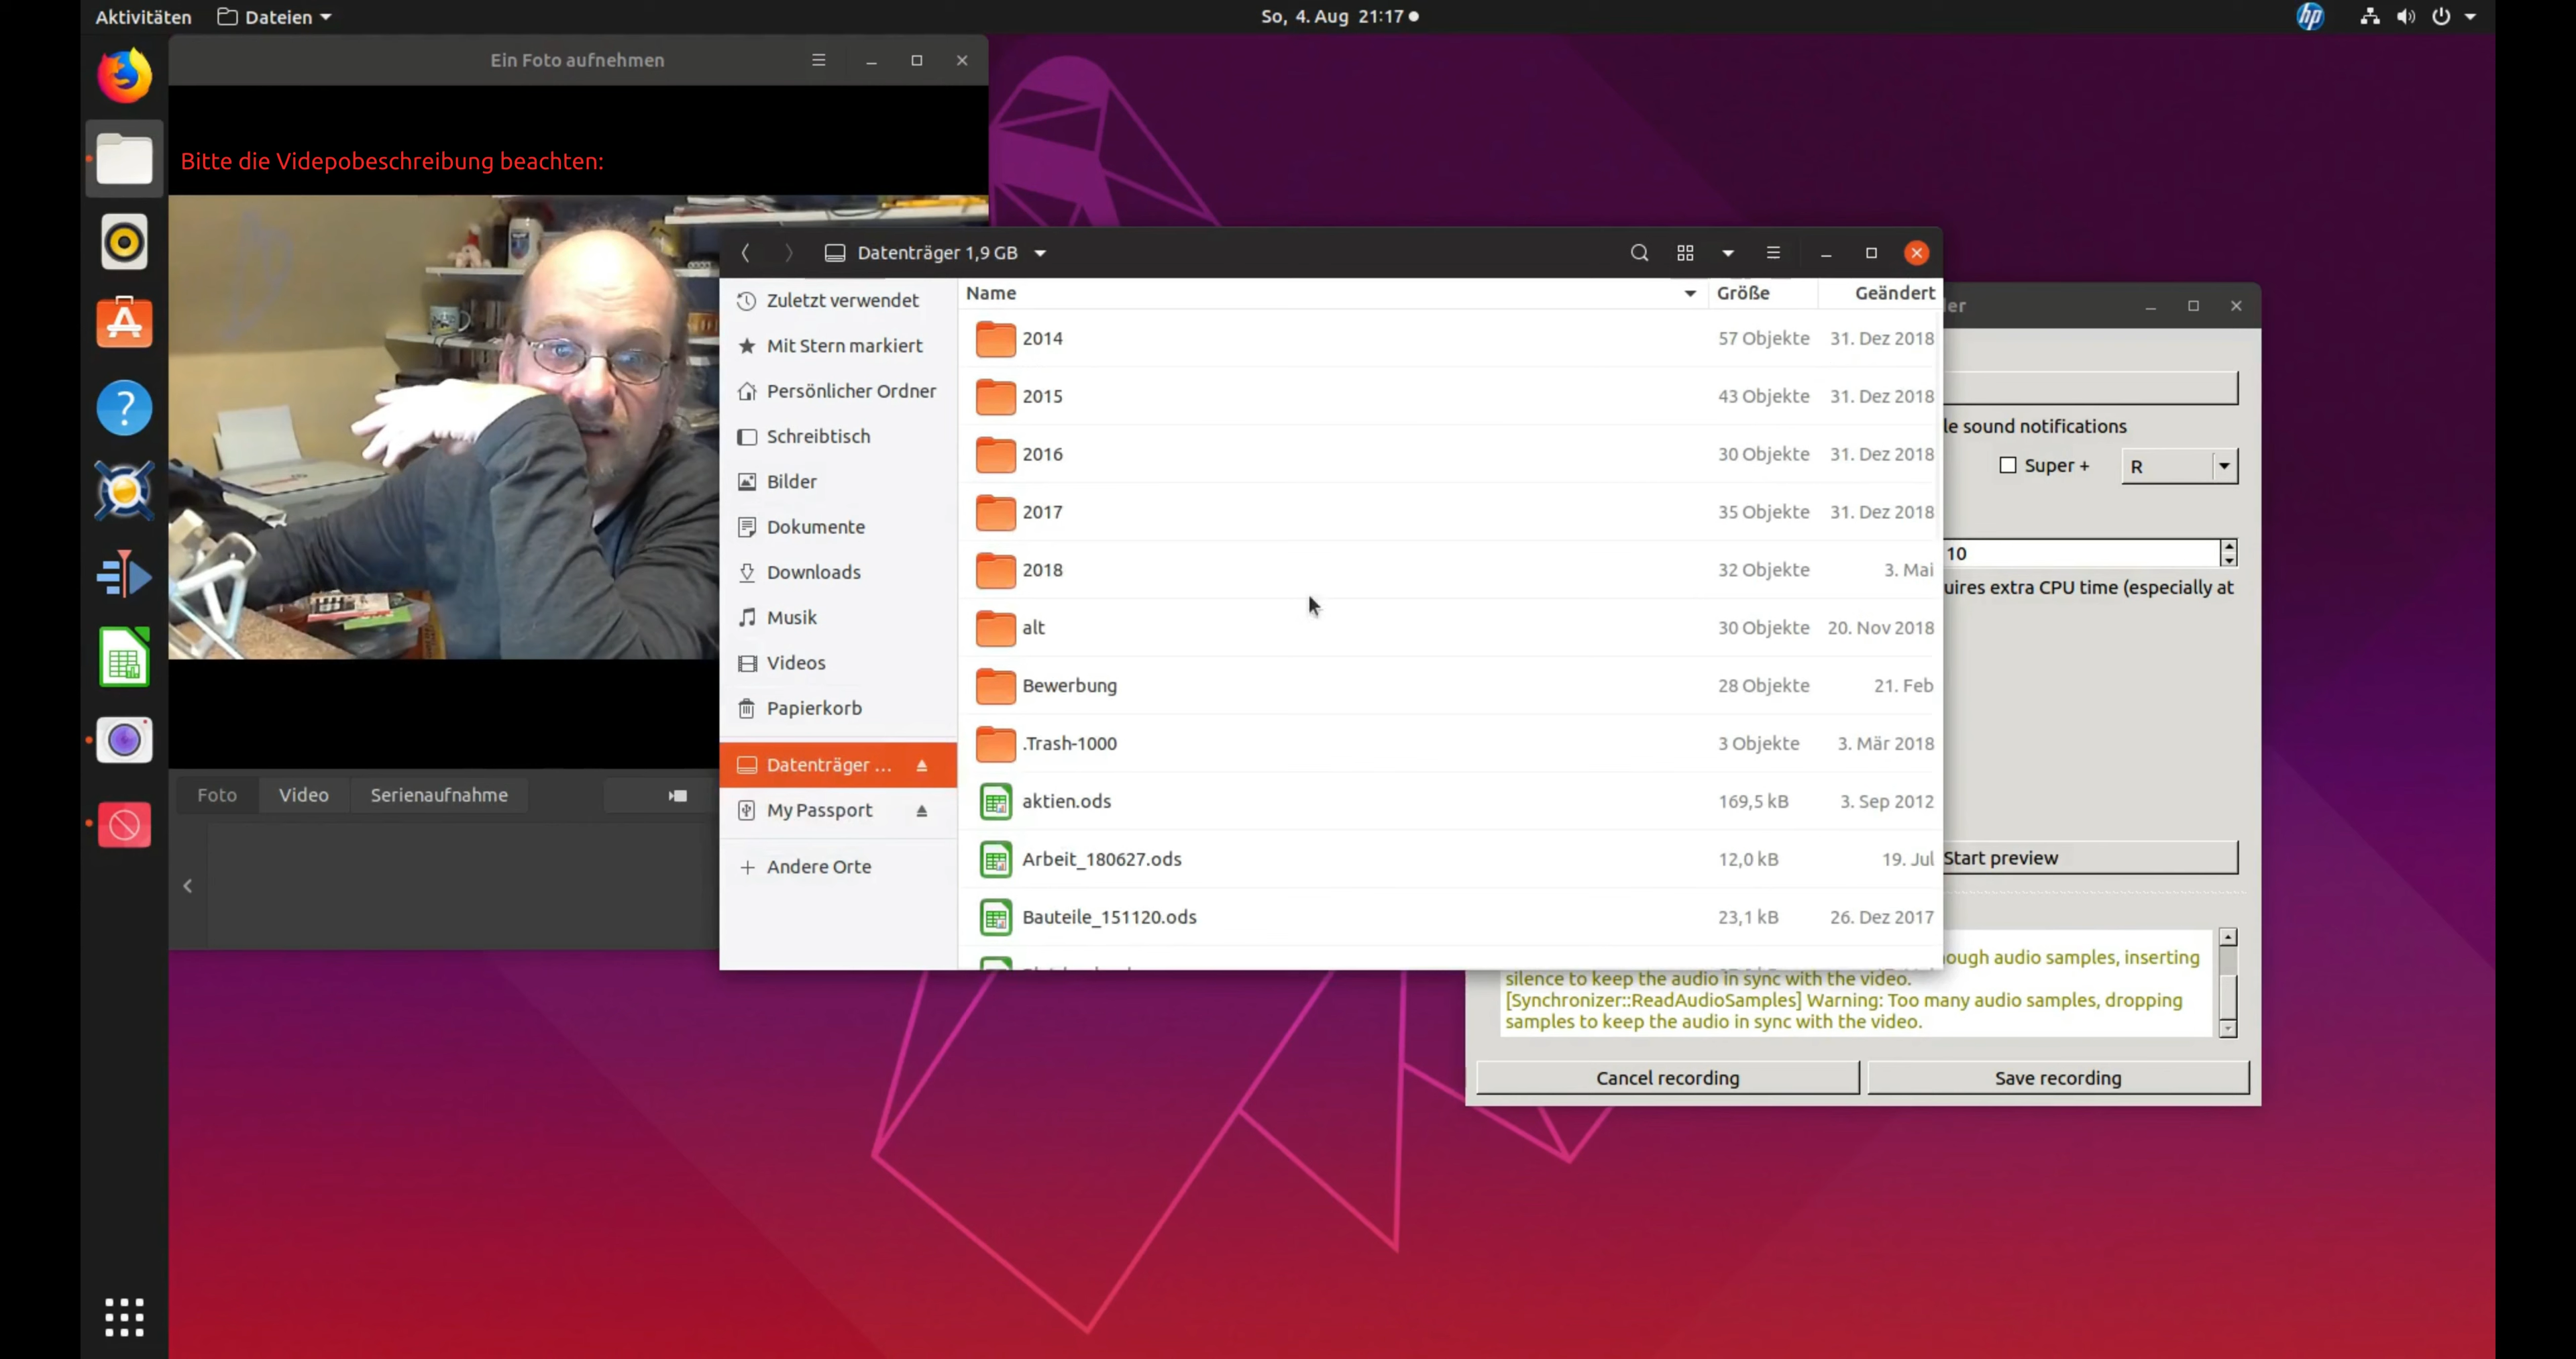 Aktivitäten
Dateien
So, 4. Aug 21:17
hp
Ein Foto aufnehmen
Bitte die Videpobeschreibung beachten:
Foto
Video
Serienaufnahme
Datenträger 1,9 GB
Zuletzt verwendet
Mit Stern markiert
Persönlicher Ordner
Schreibtisch
Bilder
Dokumente
Downloads
Musik
Videos
Papierkorb
Datenträger ...
My Passport
Andere Orte
Name Größe Geändert
2014 57 Objekte 31. Dez 2018
2015 43 Objekte 31. Dez 2018
2016 30 Objekte 31. Dez 2018
2017 35 Objekte 31. Dez 2018
2018 32 Objekte 3. Mai
alt 30 Objekte 20. Nov 2018
Bewerbung 28 Objekte 21. Feb
.Trash-1000 3 Objekte 3. Mär 2018
aktien.ods 169,5 kB 3. Sep 2012
Arbeit_180627.ods 12,0 kB 19. Jul
Bauteile_151120.ods 23,1 kB 26. Dez 2017
er
le sound notifications
Super + R
10
uires extra CPU time (especially at
Start preview
ough audio samples, inserting
silence to keep the audio in sync with the video.
[Synchronizer::ReadAudioSamples] Warning: Too many audio samples, dropping
samples to keep the audio in sync with the video.
Cancel recording
Save recording